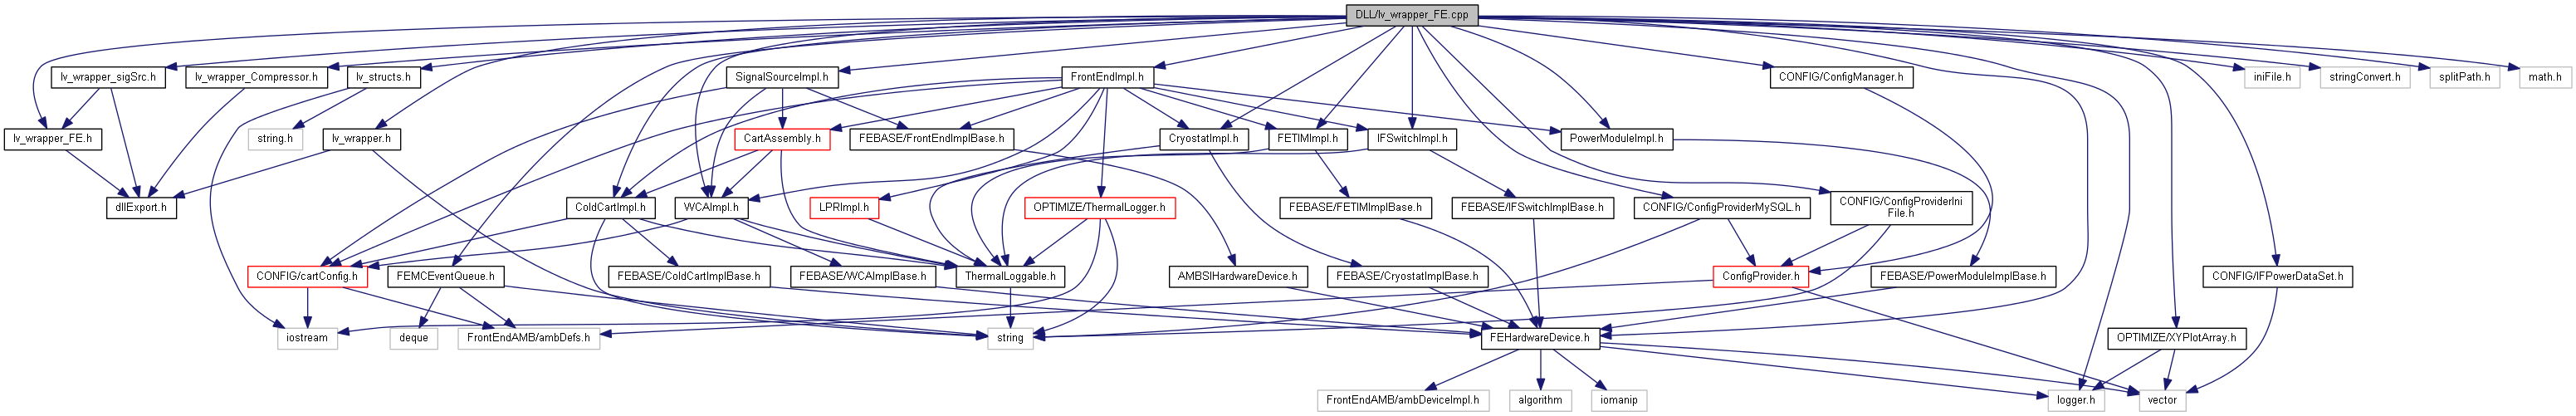 DLL/lv_wrapper_FE.cpp
lv_wrapper_sigSrc.h
lv_wrapper_Compressor.h
lv_structs.h
SignalSourceImpl.h
FrontEndImpl.h
CONFIG/ConfigManager.h
iniFile.h
stringConvert.h
splitPath.h
math.h
lv_wrapper_FE.h
string.h
lv_wrapper.h
CartAssembly.h
FEBASE/FrontEndImplBase.h
CryostatImpl.h
FETIMImpl.h
IFSwitchImpl.h
PowerModuleImpl.h
dllExport.h
ColdCartImpl.h
WCAImpl.h
LPRImpl.h
OPTIMIZE/ThermalLogger.h
FEBASE/FETIMImplBase.h
FEBASE/IFSwitchImplBase.h
CONFIG/ConfigProviderMySQL.h
CONFIG/ConfigProviderIni
File.h
CONFIG/cartConfig.h
FEMCEventQueue.h
FEBASE/ColdCartImplBase.h
FEBASE/WCAImplBase.h
ThermalLoggable.h
AMBSIHardwareDevice.h
FEBASE/CryostatImplBase.h
ConfigProvider.h
FEBASE/PowerModuleImplBase.h
CONFIG/IFPowerDataSet.h
iostream
deque
FrontEndAMB/ambDefs.h
string
FEHardwareDevice.h
OPTIMIZE/XYPlotArray.h
FrontEndAMB/ambDeviceImpl.h
algorithm
iomanip
logger.h
vector